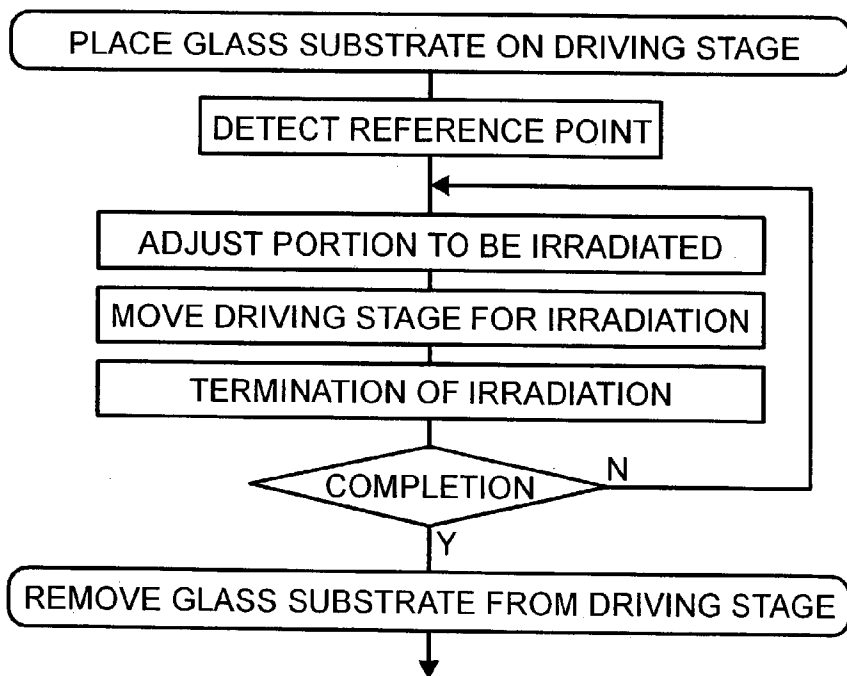 PLACE GLASS SUBSTRATE ON DRIVING STAGE
DETECT REFERENCE POINT
ADJUST PORTION TO BE IRRADIATED
MOVE DRIVING STAGE FOR IRRADIATION
TERMINATION OF IRRADIATION
COMPLETION
N
Y
REMOVE GLASS SUBSTRATE FROM DRIVING STAGE